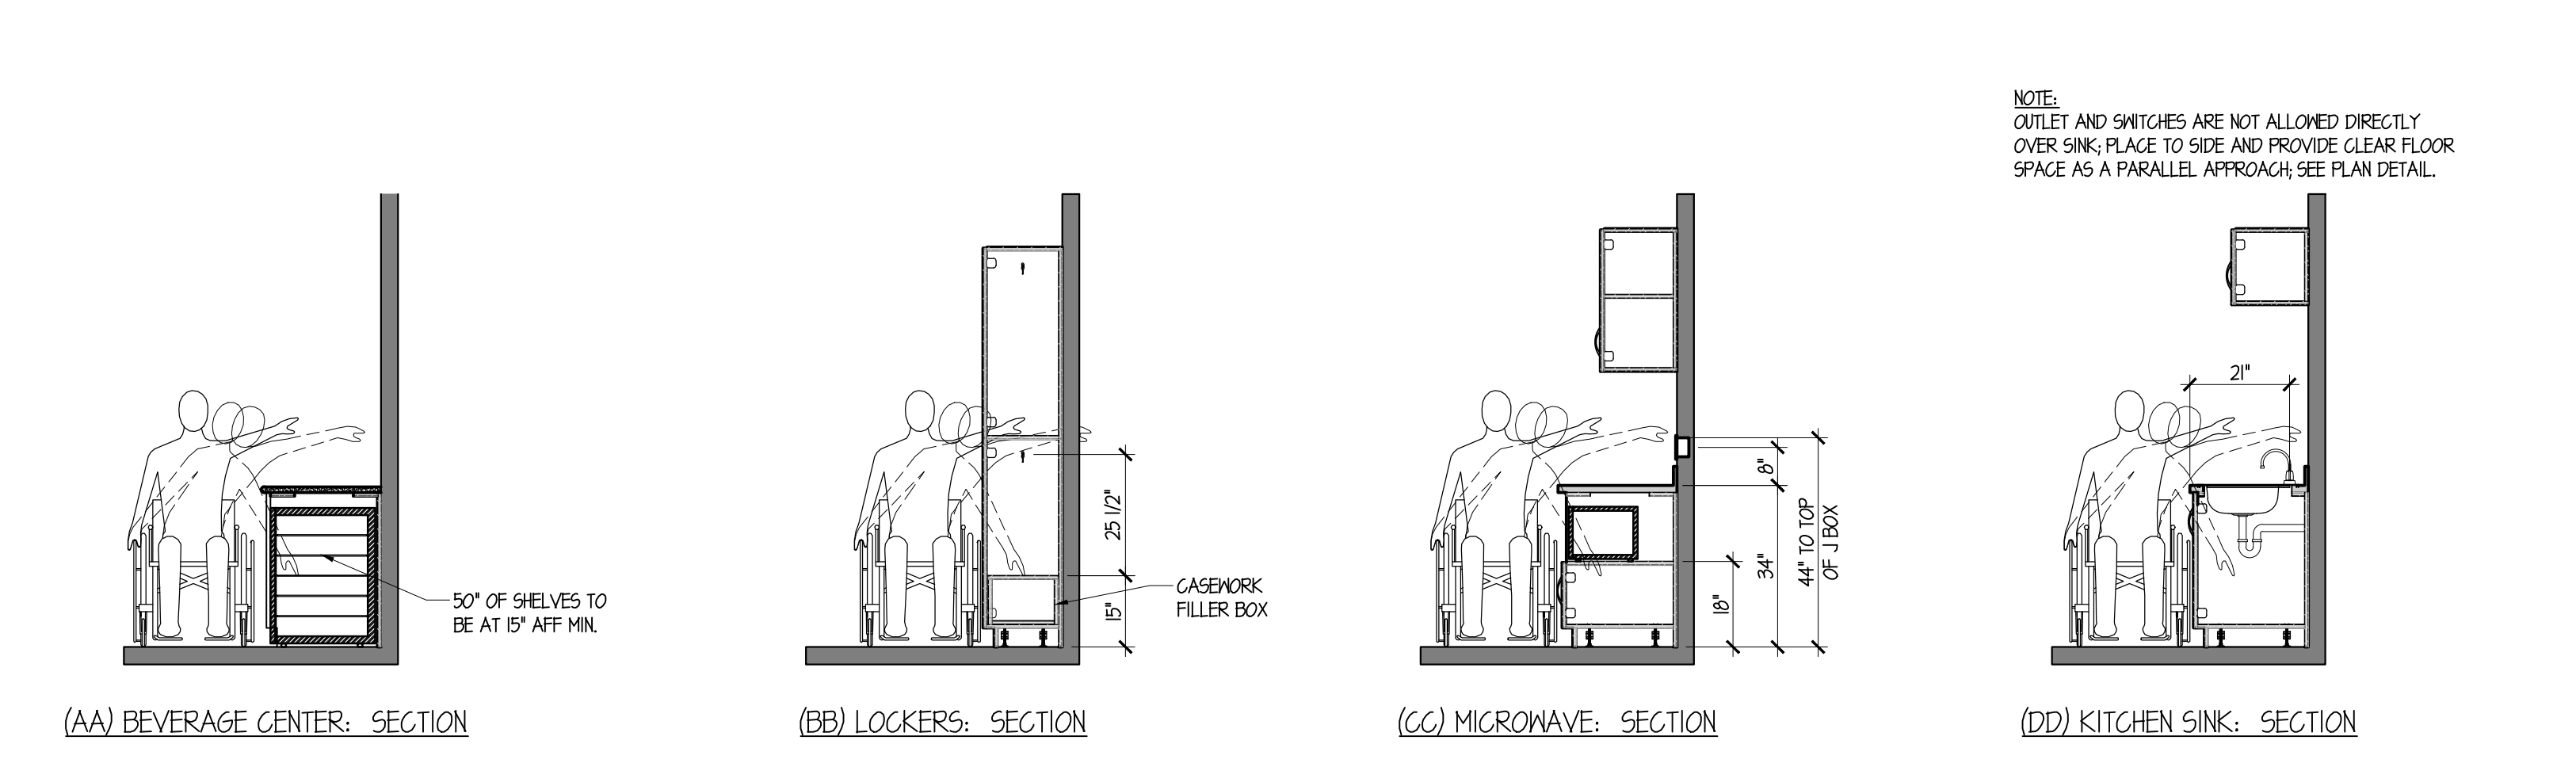 NOTE:
OUTLET AND SWITCHES ARE NOT ALLOWED DIRECTLY
OVER SINK; PLACE TO SIDE AND PROVIDE CLEAR FLOOR
SPACE AS A PARALLEL APPROACH; SEE PLAN DETAIL.
50" OF SHELVES TO
BE AT 15" AFF MIN.
(AA) BEVERAGE CENTER: SECTION
25 1/2"
15"
CASEWORK
FILLER BOX
(BB) LOCKERS: SECTION
8"
34"
18"
44" TO TOP
OF J BOX
(CC) MICROWAVE: SECTION
21"
(DD) KITCHEN SINK: SECTION